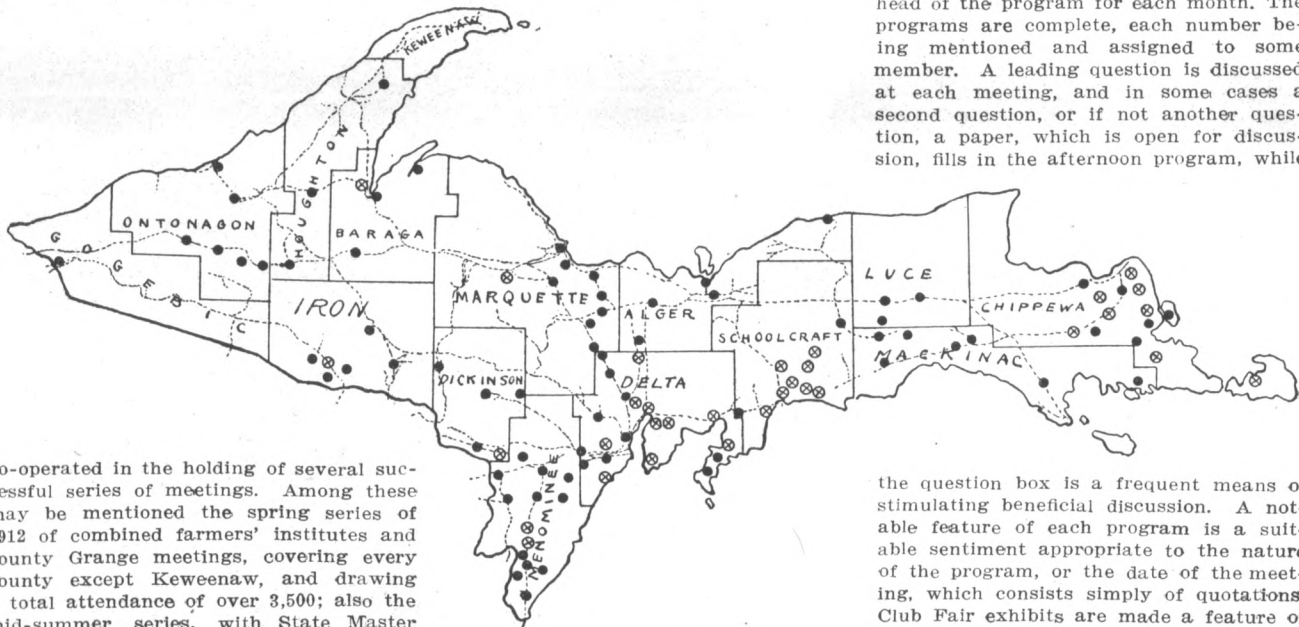 head of the program for each month. The
programs are complete, each number be-
ing mentioned and assigned to some
member. A leading question is discussed
at each meeting, and in some cases a
second question, or if not another ques-
tion, a paper, which is open for discus-
sion, fills in the afternoon program, while
KEWEENAW
HOUGHTON
ONTONAGON
BARAGA
GOGEBIC
IRON
MARQUETTE
ALGER
LUCE
CHIPPEWA
SCHOOLCRAFT
MACKINAC
DICKINSON
DELTA
MENOMINEE
o-operated in the holding of several suc-
essful series of meetings. Among these
nay be mentioned the spring series of
912 of combined farmers' institutes and
ounty Grange meetings, covering every
ounty except Keweenaw, and drawing
total attendance of over 3,500; also the
mid-summer series, with State Master
the question box is a frequent means o
stimulating beneficial discussion. A not-
able feature of each program is a suit-
able sentiment appropriate to the nature
of the program, or the date of the meet-
ing, which consists simply of quotations
Club Fair exhibits are made a feature o